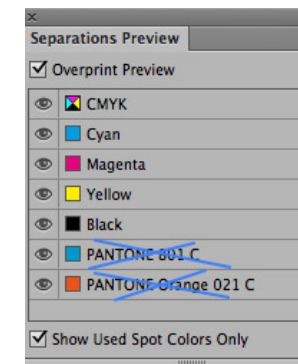 Separations Preview
Overprint Preview
CMYK
Cyan
Magenta
Yellow
Black
PANTONE 801 C
PANTONE Orange 021 C
Show Used Spot Colors Only